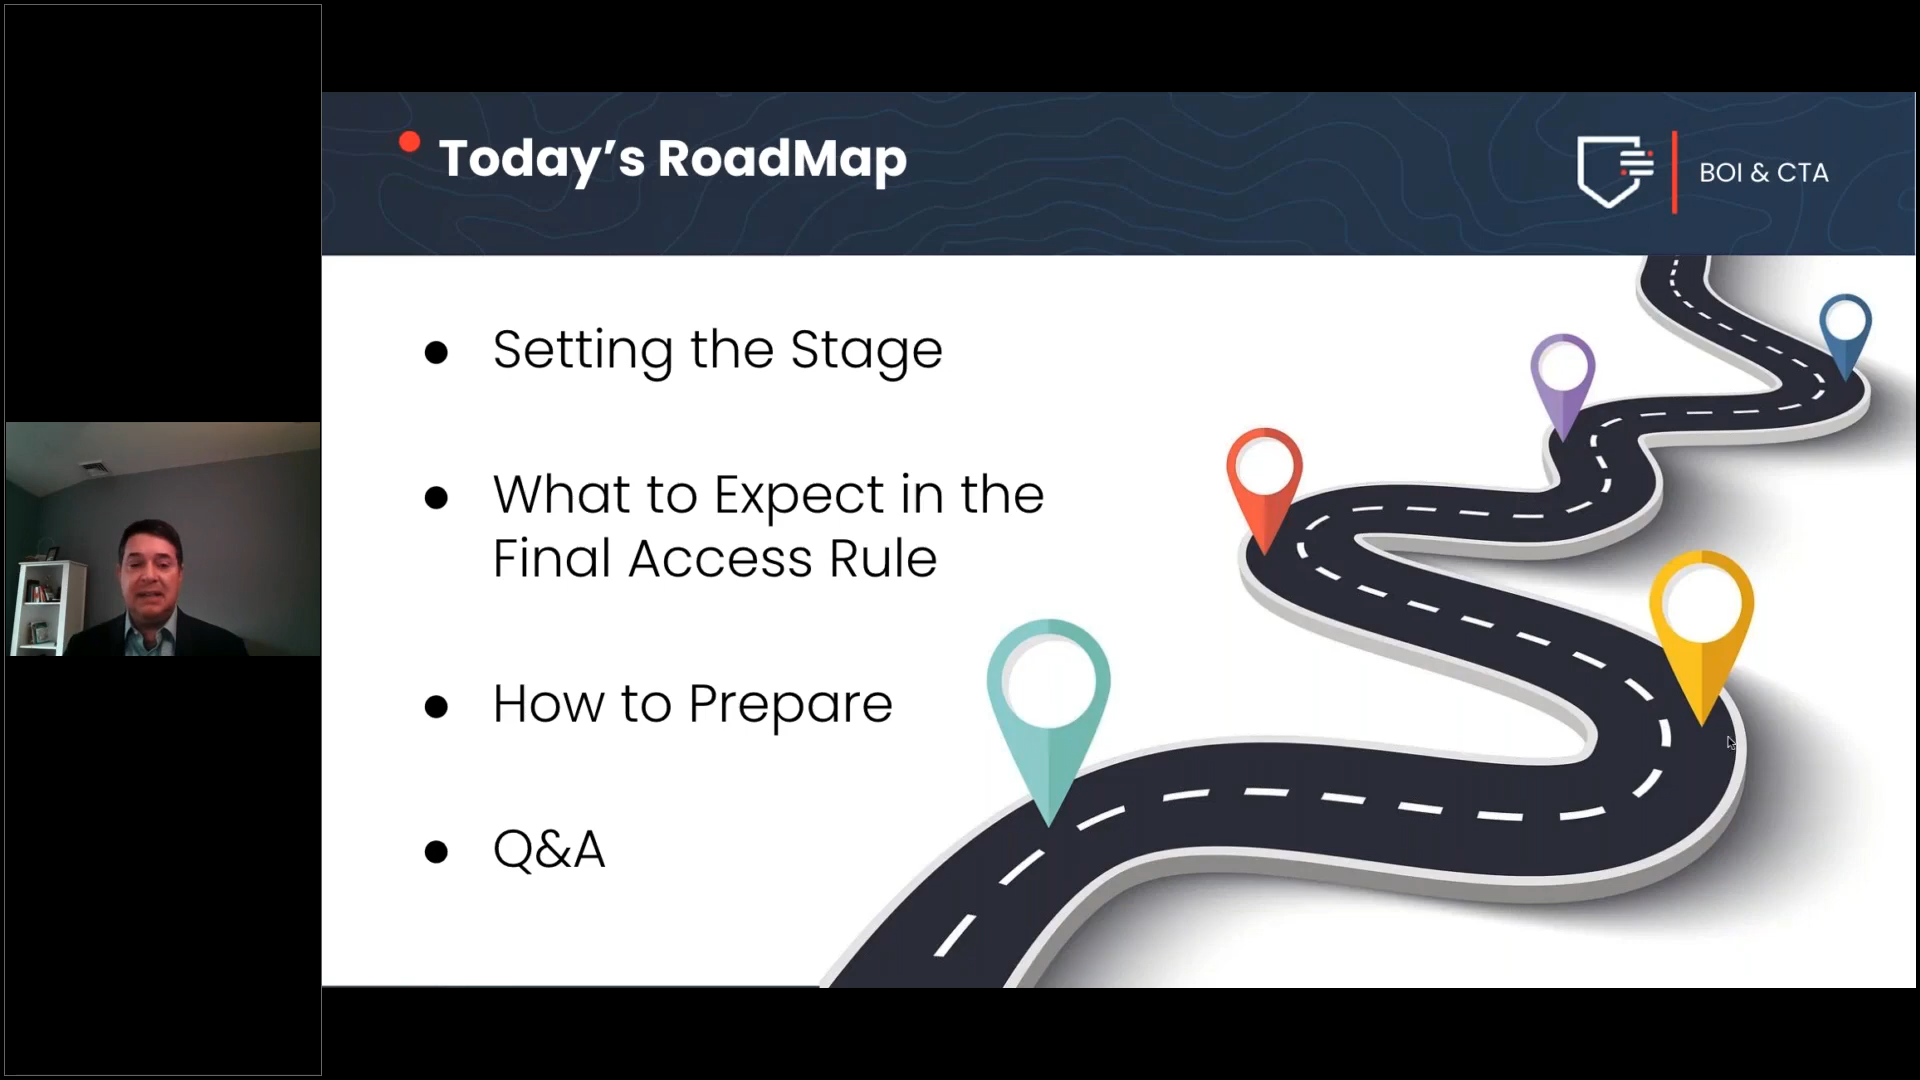 Today’s RoadMap
BOI & CTA
● Setting the Stage
● What to Expect in the
Final Access Rule
● How to Prepare
● Q&A